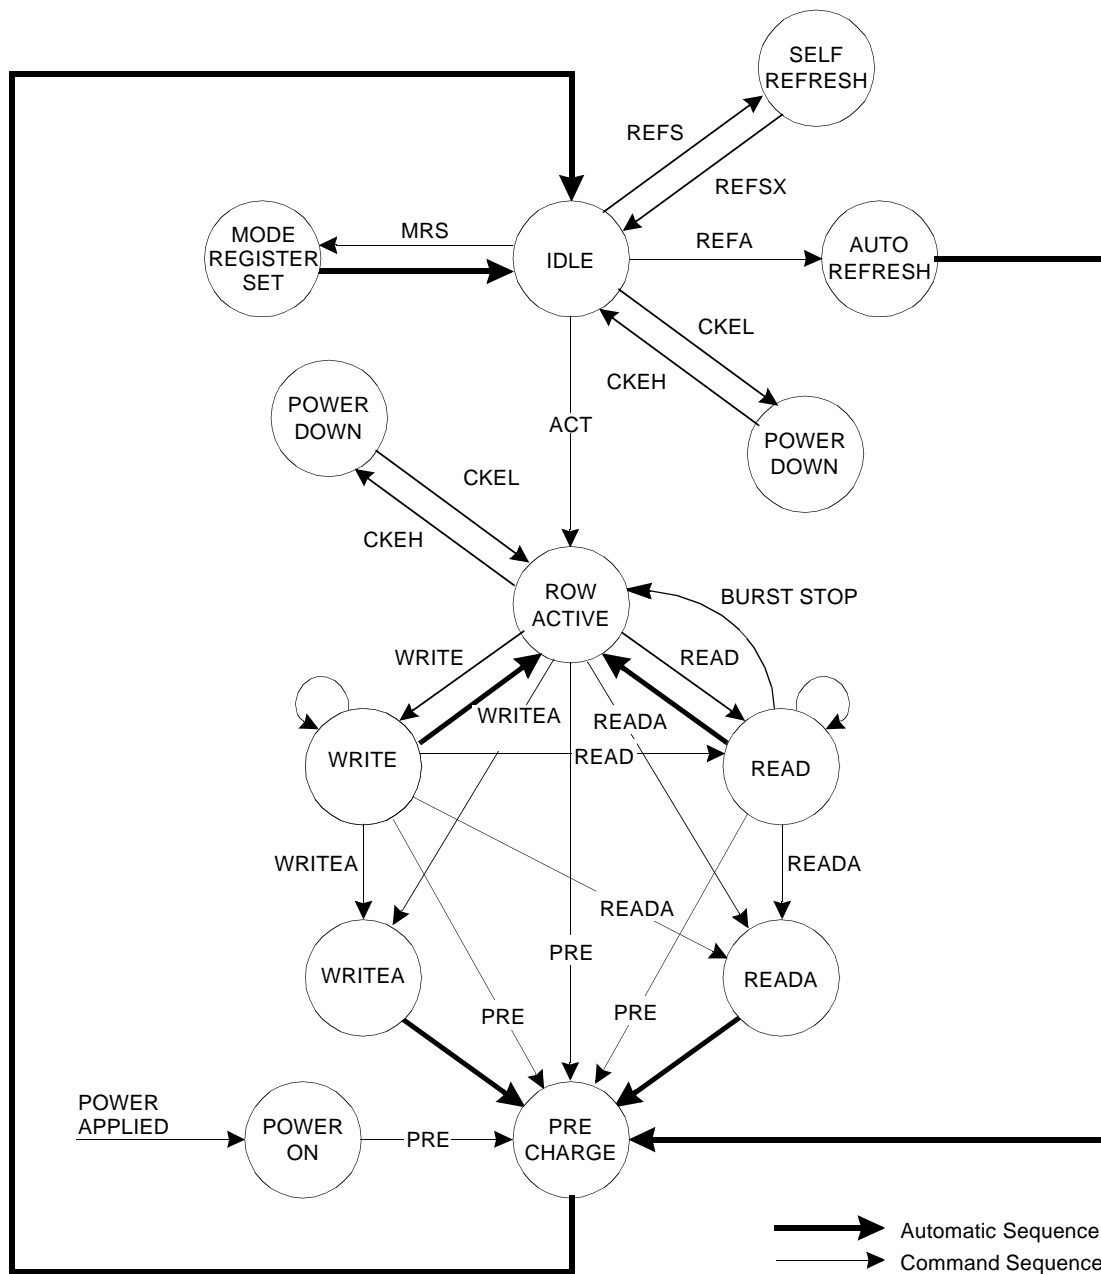 SELF
REFRESH
REFS
REFSX
MODE
REGISTER
SET
MRS
IDLE
REFA
AUTO
REFRESH
CKEL
CKEH
POWER
DOWN
ACT
POWER
DOWN
CKEL
CKEH
ROW
ACTIVE
BURST STOP
WRITE
READ
WRITEA
READA
WRITE
READ
READ
WRITEA
READA
READA
WRITEA
PRE
READA
PRE
PRE
POWER
APPLIED
POWER
ON
PRE
PRE
CHARGE
Automatic Sequence
Command Sequence